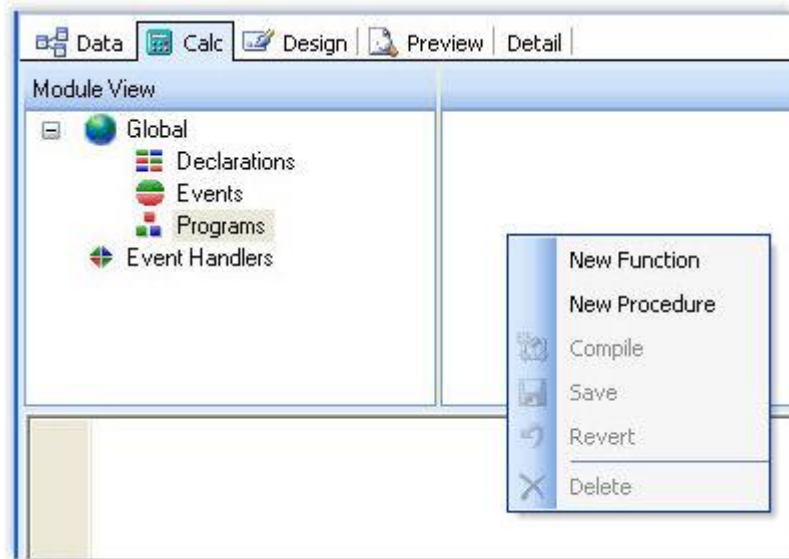 Data Calc Design Preview Detail
Module View
Global
Declarations
Events
Programs
Event Handlers
New Function
New Procedure
Compile
Save
Revert
Delete